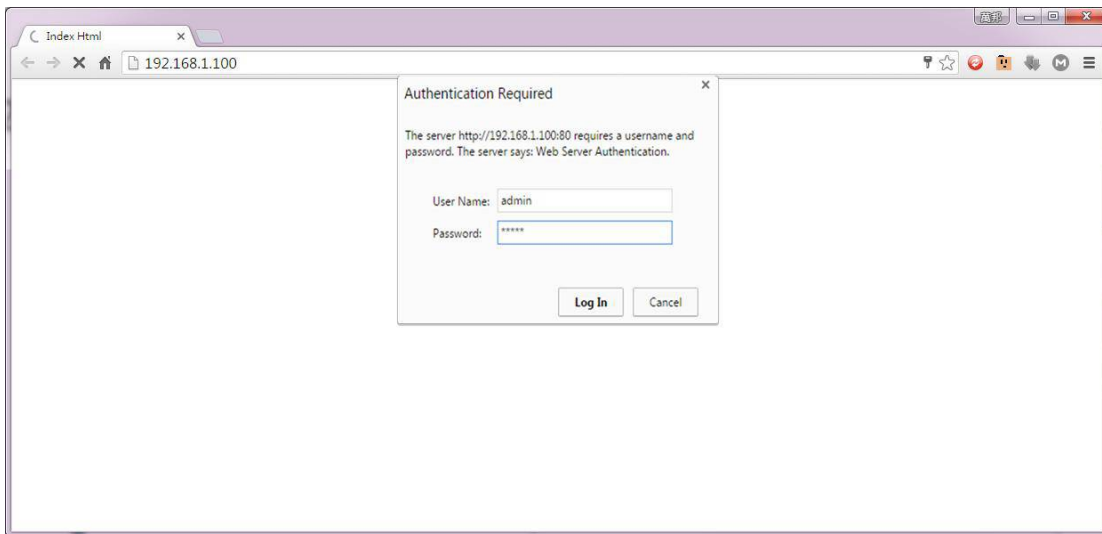 Index Html
192.168.1.100
Authentication Required
The server http://192.168.1.100:80 requires a username and
password. The server says: Web Server Authentication.
User Name: admin
Password: *****
Log In Cancel